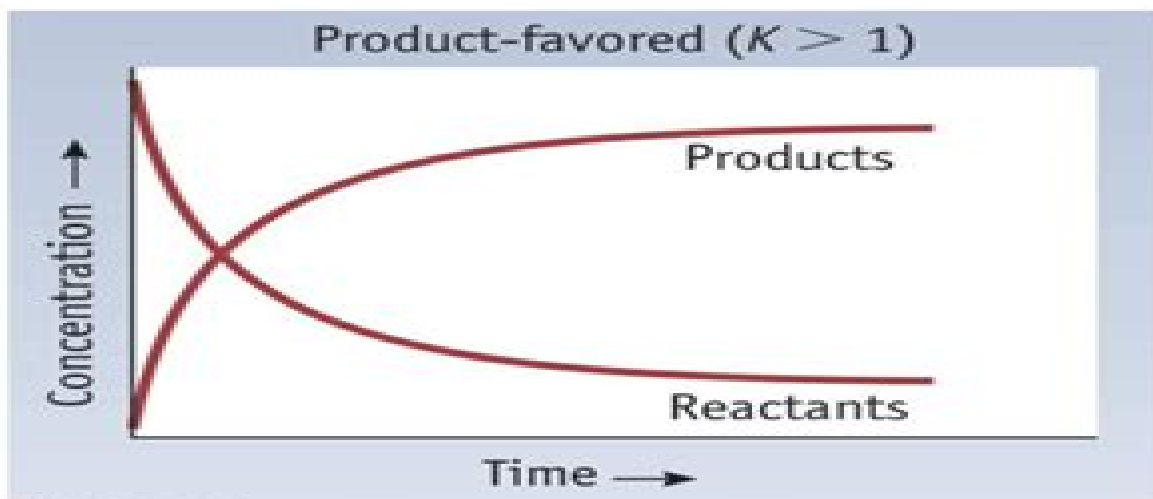 Product-favored (K > 1)
Concentration →
Products
Reactants
Time →